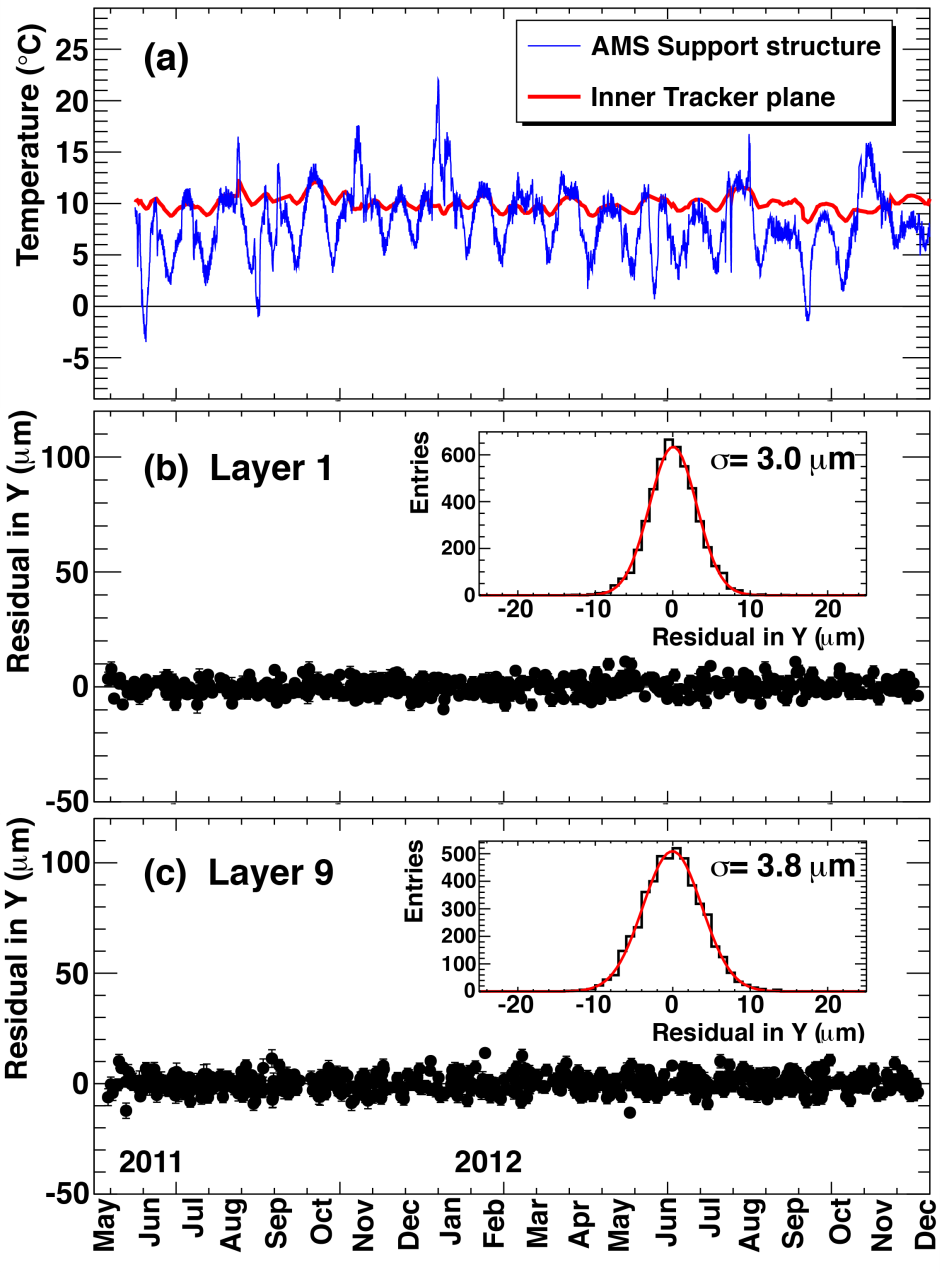 (a)
AMS Support structure
Inner Tracker plane
Temperature (°C)
25
20
15
10
5
0
-5
(b) Layer 1
Residual in Y (μm)
100
50
0
-50
σ= 3.0 μm
Entries
600
400
200
0
-20 -10 0 10 20
Residual in Y (μm)
(c) Layer 9
Residual in Y (μm)
100
50
0
-50
σ= 3.8 μm
Entries
500
400
300
200
100
0
-20 -10 0 10 20
Residual in Y (μm)
2011 2012
May Jun Jul Aug Sep Oct Nov Dec Jan Feb Mar Apr May Jun Jul Aug Sep Oct Nov Dec